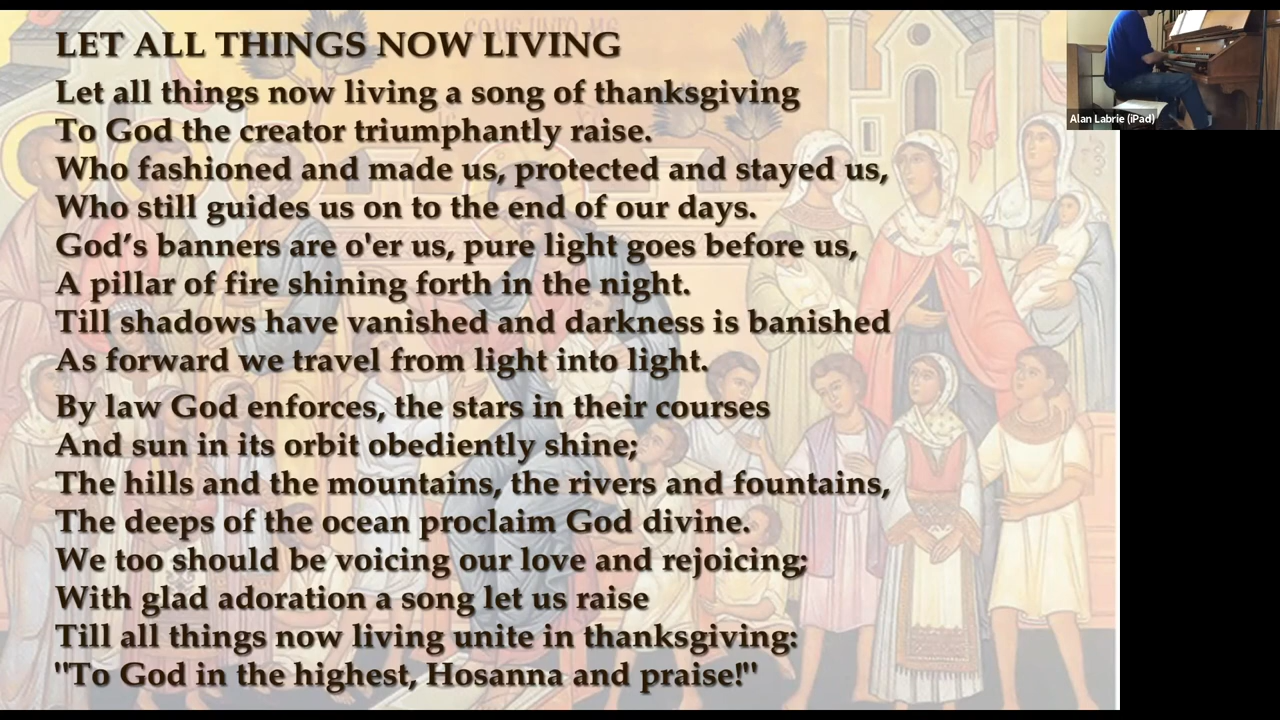 COME UNTO ME
LET ALL THINGS NOW LIVING
Let all things now living a song of thanksgiving
To God the creator triumphantly raise.
Who fashioned and made us, protected and stayed us,
Who still guides us on to the end of our days.
God’s banners are o'er us, pure light goes before us,
A pillar of fire shining forth in the night.
Till shadows have vanished and darkness is banished
As forward we travel from light into light.
By law God enforces, the stars in their courses
And sun in its orbit obediently shine;
The hills and the mountains, the rivers and fountains,
The deeps of the ocean proclaim God divine.
We too should be voicing our love and rejoicing;
With glad adoration a song let us raise
Till all things now living unite in thanksgiving:
"To God in the highest, Hosanna and praise!"
Alan Labrie (iPad)